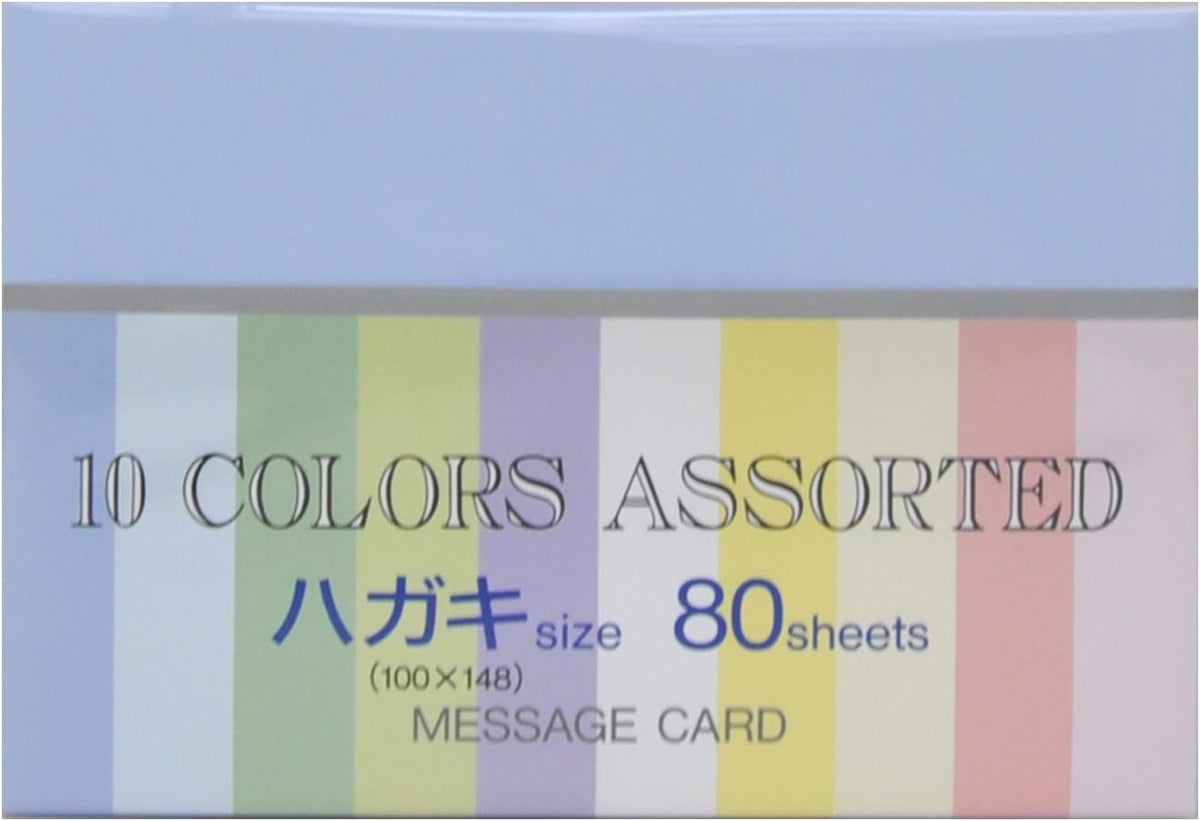 10 COLORS ASSORTED
ハガキsize 80sheets
(100×148)
MESSAGE CARD